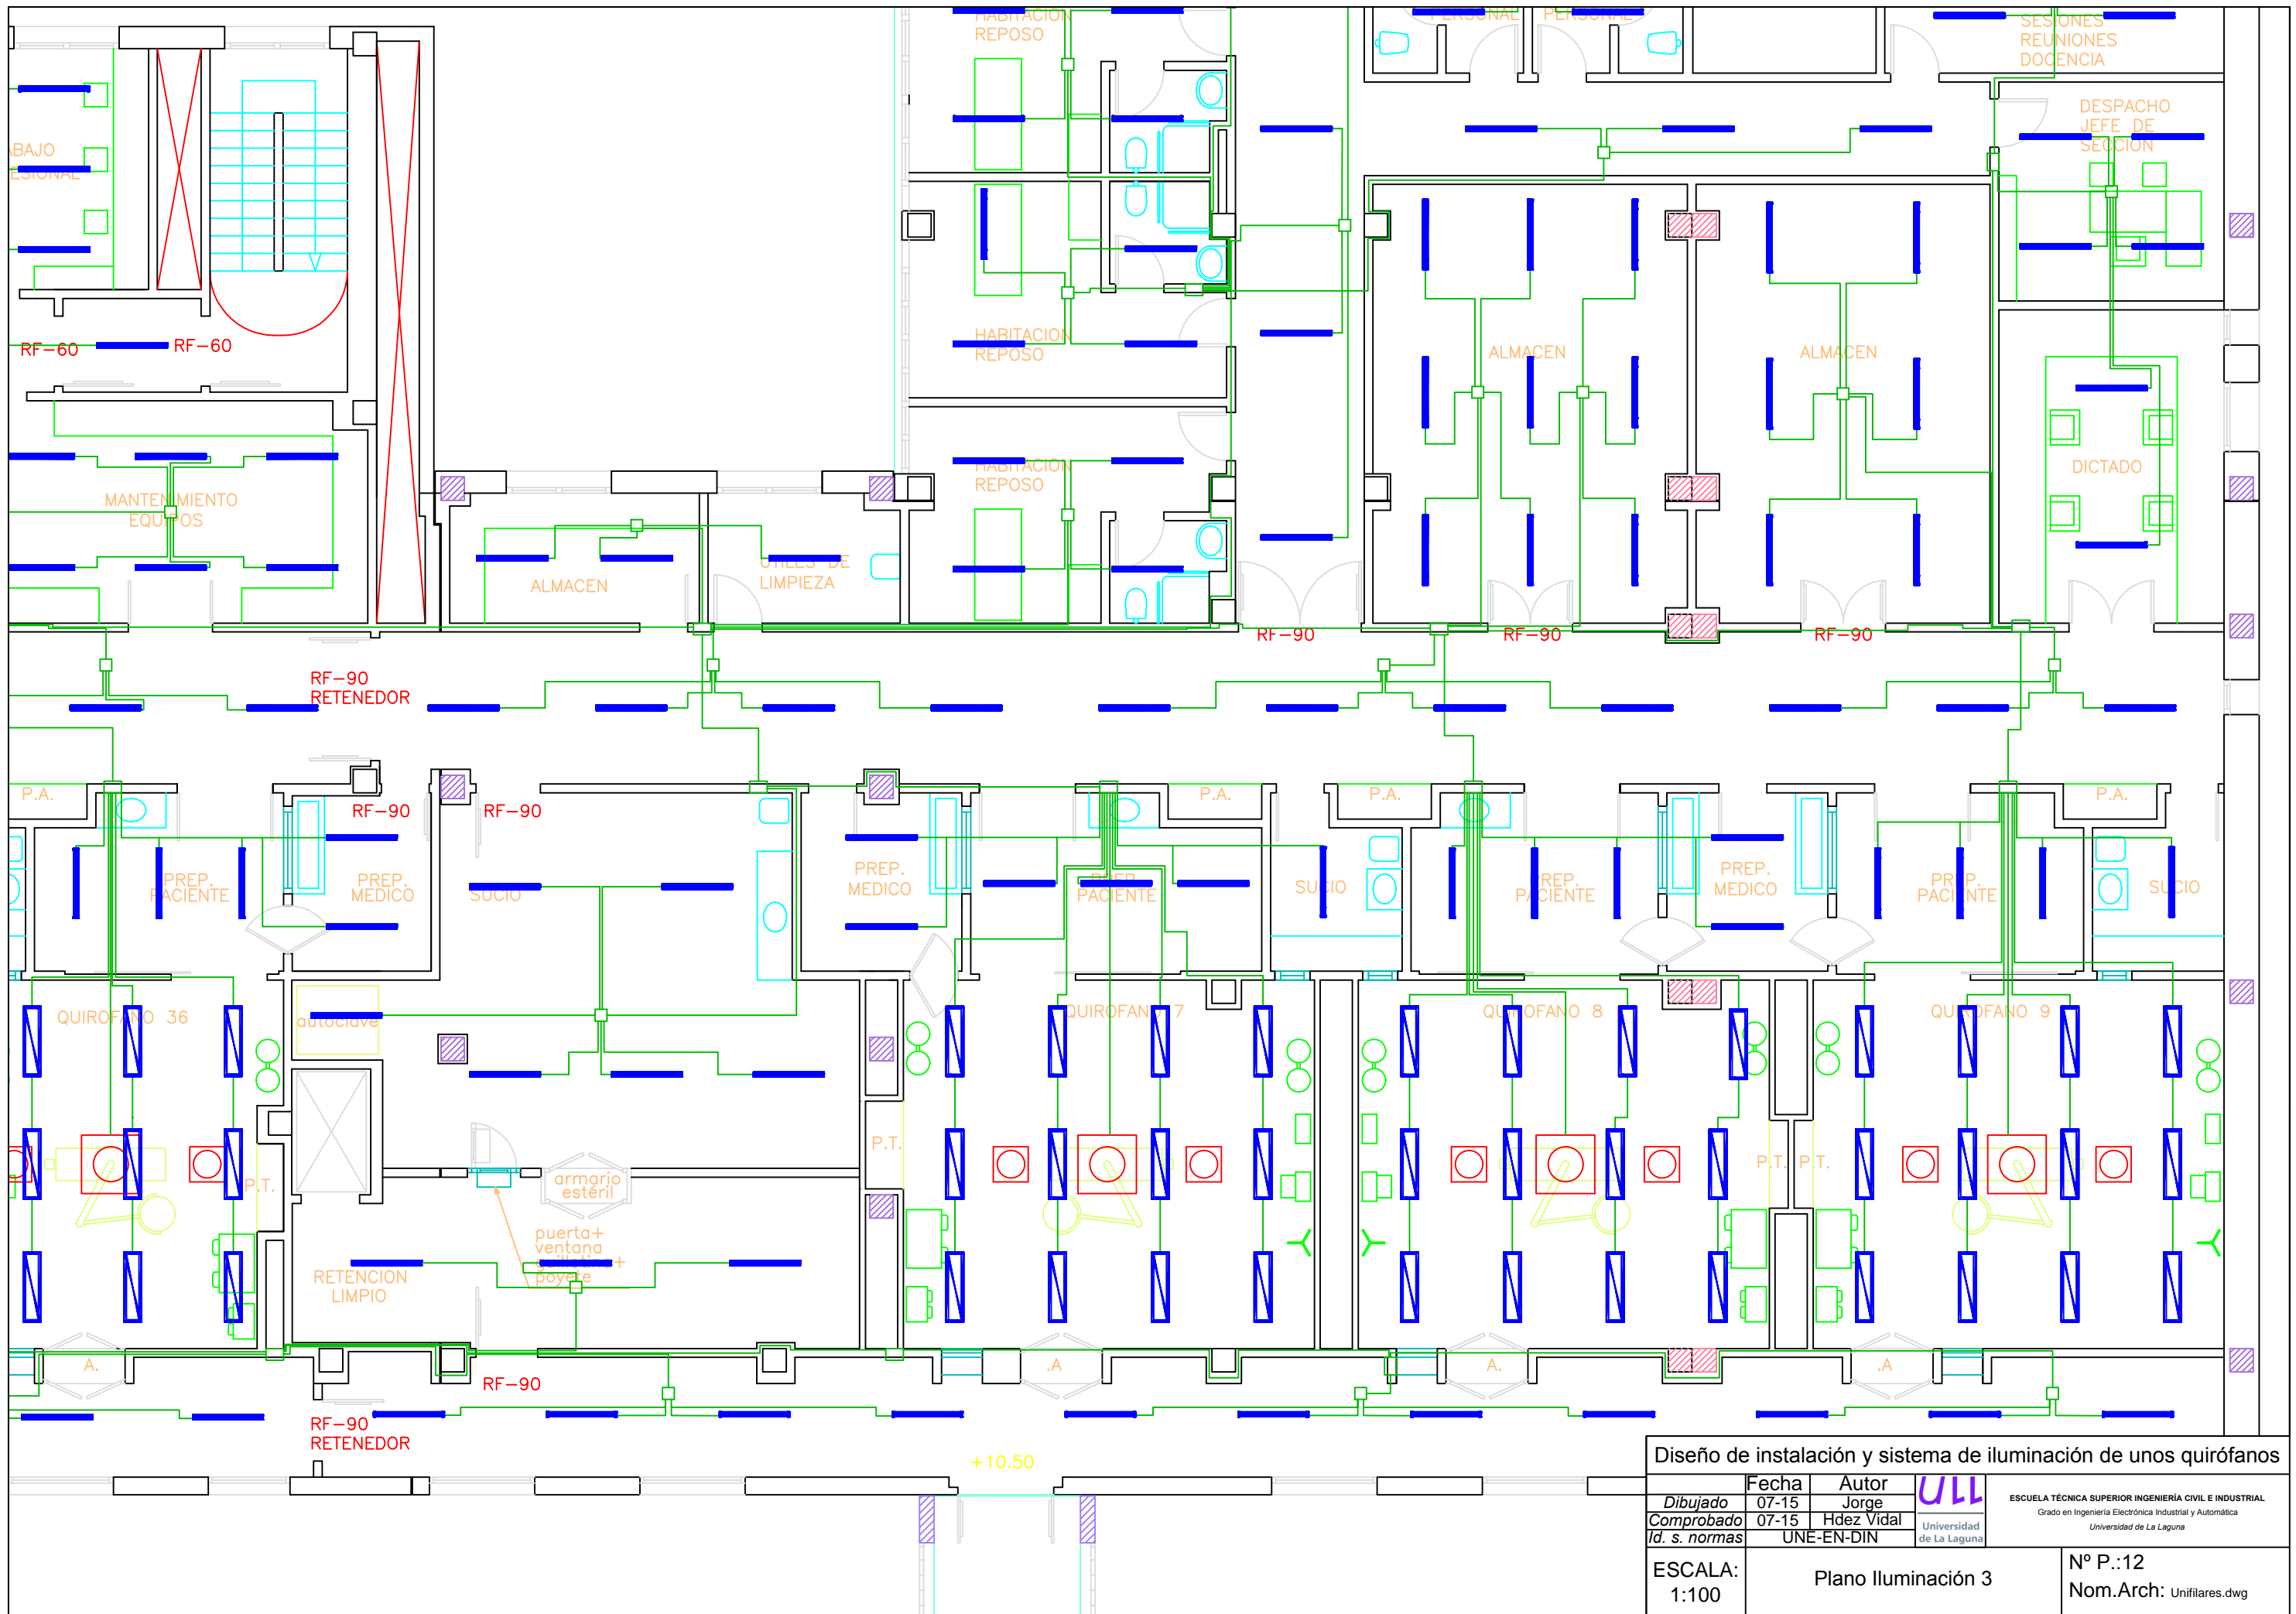 HABITACION
REPOSO
PERSONAL
PERSONAL
SESIONES
REUNIONES
DOCENCIA
DESPACHO
JEFE DE
SECCION
ABAJO
ESIONAL
RF-60
RF-60
HABITACION
REPOSO
ALMACEN
ALMACEN
HABITACION
REPOSO
DICTADO
MANTENIMIENTO
EQUIPOS
ALMACEN
UTILES DE
LIMPIEZA
RF-90
RF-90
RF-90
RF-90
RETENEDOR
P.A.
P.A.
P.A.
P.A.
RF-90
RF-90
PREP.
PACIENTE
PREP.
MEDICO
SUCIO
PREP.
MEDICO
PREP.
PACIENTE
SUCIO
PREP.
PACIENTE
PREP.
MEDICO
PREP.
PACIENTE
SUCIO
QUIROFANO 36
autoclave
QUIROFANO 7
QUIROFANO 8
QUIROFANO 9
P.T.
P.T.
P.T.
P.T.
armario
estéril
puerta+
ventana
guillotina+
poyete
RETENCION
LIMPIO
A.
.A
A.
.A
RF-90
RF-90
RETENEDOR
+10.50
Diseño de instalación y sistema de iluminación de unos quirófanos
Fecha Autor
Dibujado 07-15 Jorge
Comprobado 07-15 Hdez Vidal
Id. s. normas UNE-EN-DIN
ULL
Universidad
de La Laguna
ESCUELA TÉCNICA SUPERIOR INGENIERÍA CIVIL E INDUSTRIAL
Grado en Ingeniería Electrónica Industrial y Automática
Universidad de La Laguna
ESCALA:
1:100
Plano Iluminación 3
Nº P.:12
Nom.Arch: Unifilares.dwg